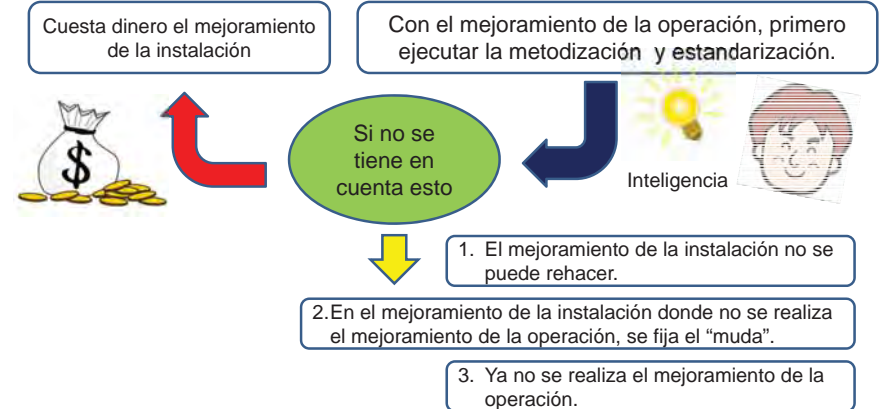 Cuesta dinero el mejoramiento
de la instalación
Con el mejoramiento de la operación, primero
ejecutar la metodización y estandarización.
$
Si no se
tiene en
cuenta esto
Inteligencia
1. El mejoramiento de la instalación no se
puede rehacer.
2.En el mejoramiento de la instalación donde no se realiza
el mejoramiento de la operación, se fija el “muda”.
3. Ya no se realiza el mejoramiento de la
operación.